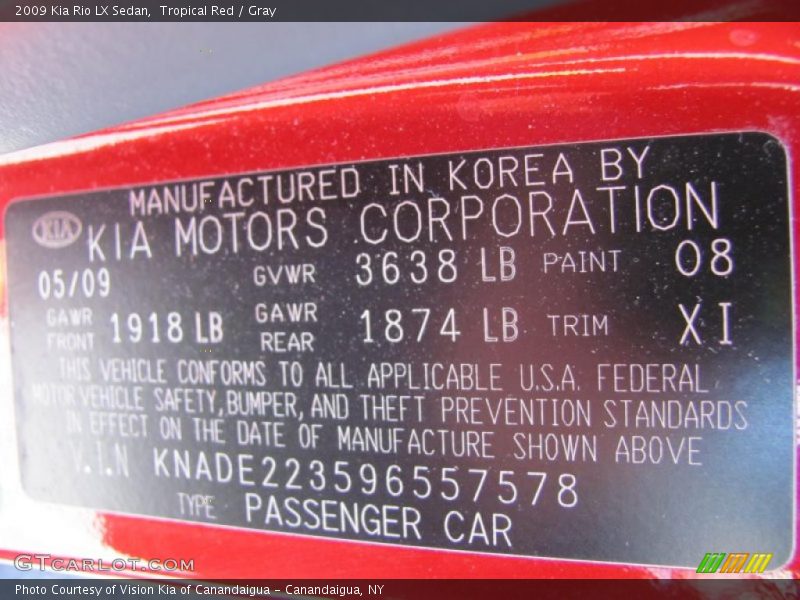 2009 Kia Rio LX Sedan, Tropical Red / Gray
MANUFACTURED IN KOREA BY
KIA KIA MOTORS CORPORATION
05/09 GVWR 3638 LB PAINT 08
GAWR FRONT 1918 LB GAWR REAR 1874 LB TRIM XI
THIS VEHICLE CONFORMS TO ALL APPLICABLE U.S.A. FEDERAL
MOTOR VEHICLE SAFETY, BUMPER, AND THEFT PREVENTION STANDARDS
IN EFFECT ON THE DATE OF MANUFACTURE SHOWN ABOVE
V.I.N KNADE223596557578
TYPE PASSENGER CAR
GTCarLot.com
Photo Courtesy of Vision Kia of Canandaigua - Canandaigua, NY